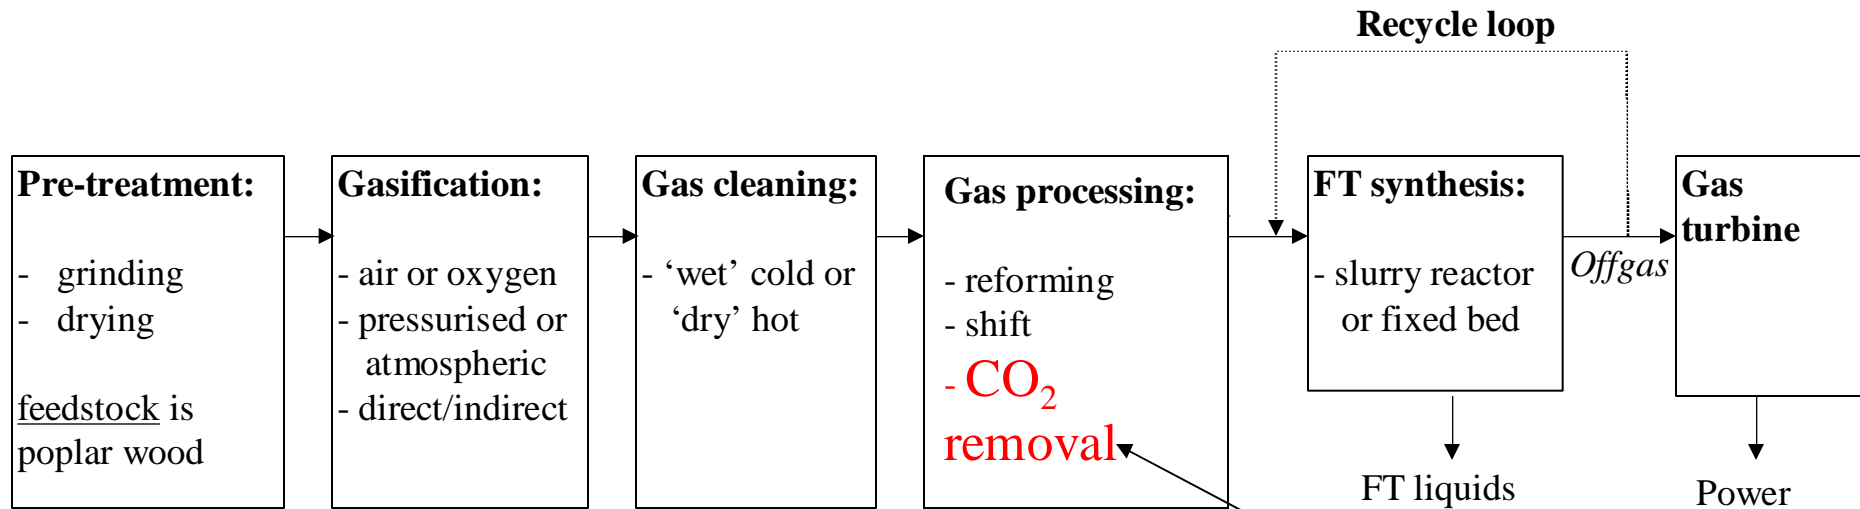 Recycle loop
Pre-treatment:
- grinding
- drying
feedstock is
poplar wood
Gasification:
- air or oxygen
- pressurised or
atmospheric
- direct/indirect
Gas cleaning:
- ‘wet’ cold or
‘dry’ hot
Gas processing:
- reforming
- shift
- CO₂
removal
FT synthesis:
- slurry reactor
or fixed bed
Offgas
Gas
turbine
FT liquids
Power